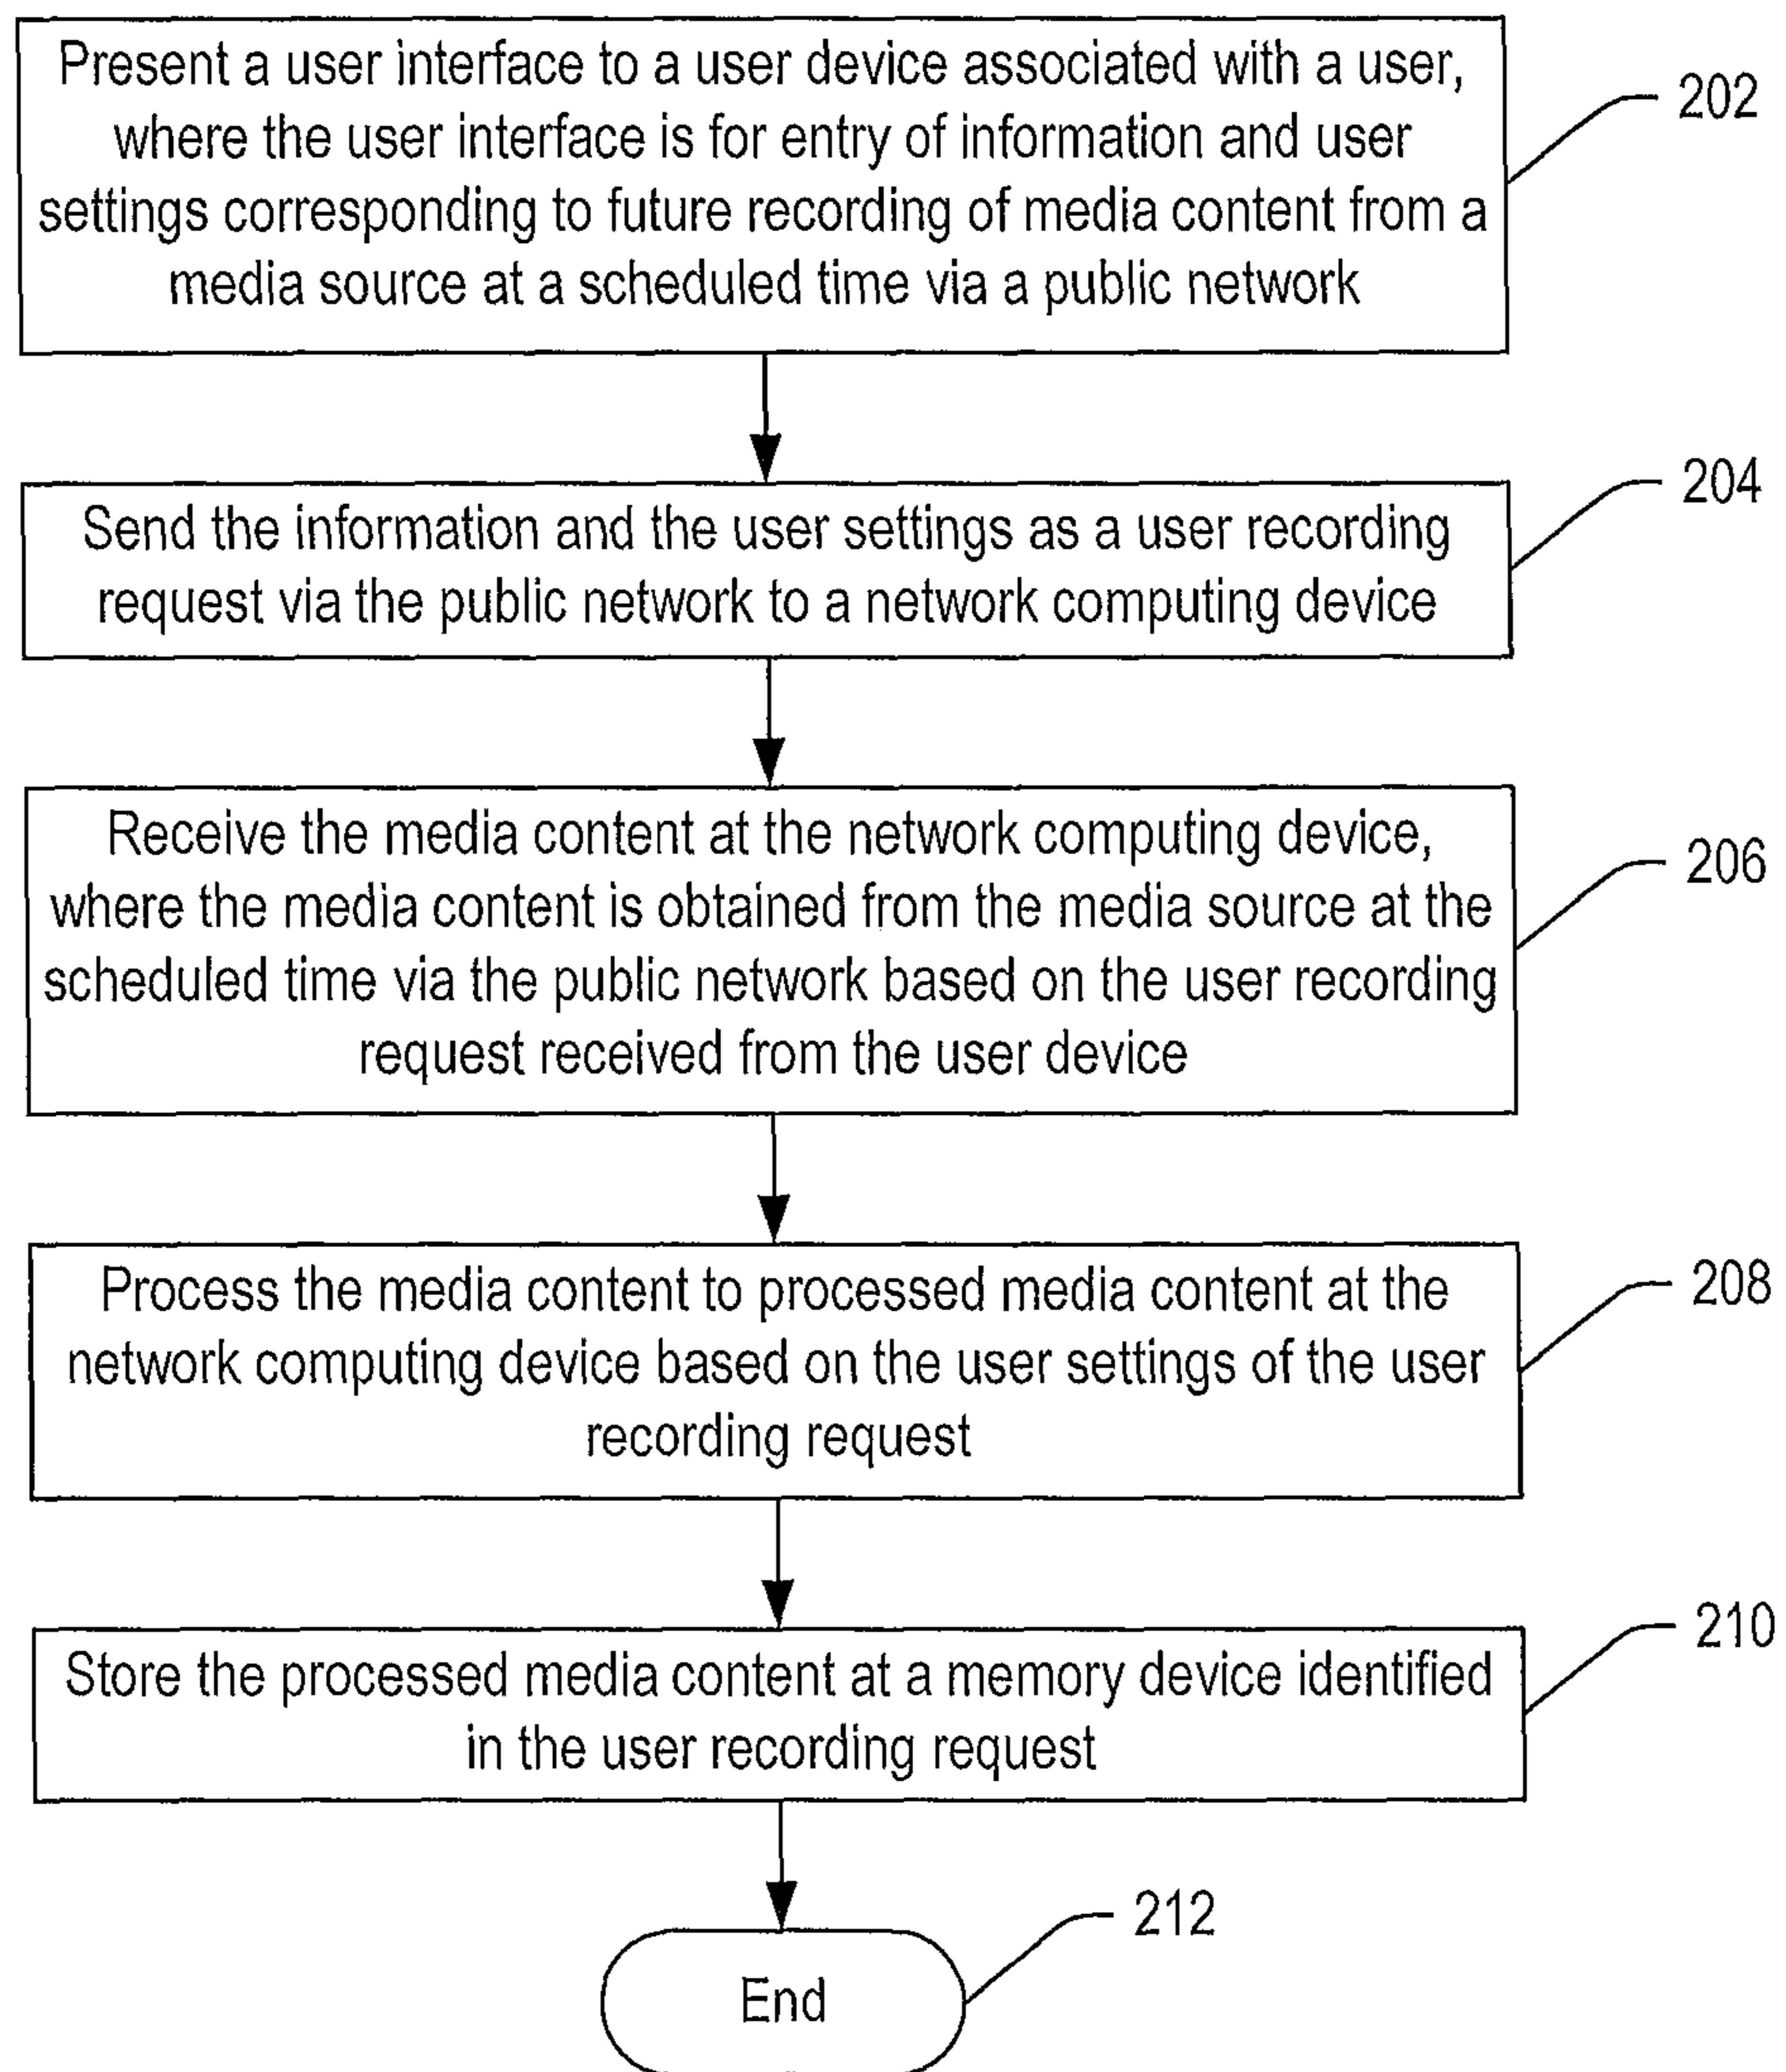 Present a user interface to a user device associated with a user,
where the user interface is for entry of information and user
settings corresponding to future recording of media content from a
media source at a scheduled time via a public network
202
Send the information and the user settings as a user recording
request via the public network to a network computing device
204
Receive the media content at the network computing device,
where the media content is obtained from the media source at the
scheduled time via the public network based on the user recording
request received from the user device
206
Process the media content to processed media content at the
network computing device based on the user settings of the user
recording request
208
Store the processed media content at a memory device identified
in the user recording request
210
End
212